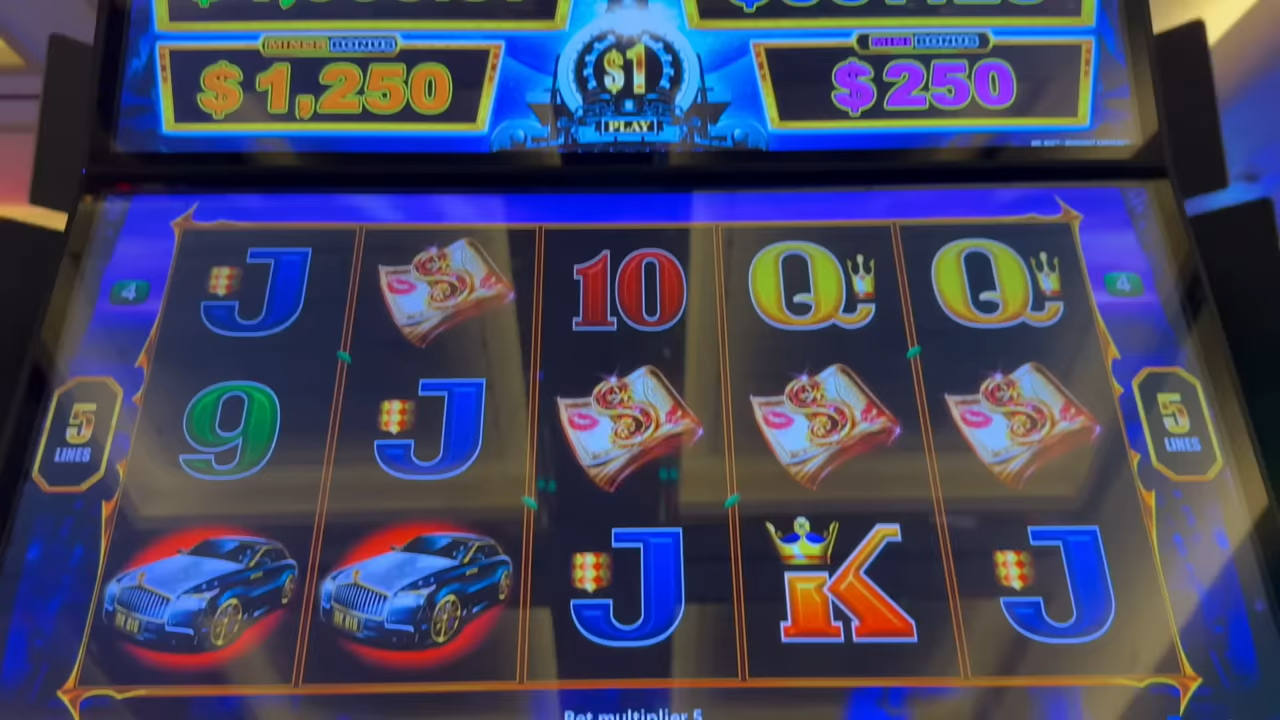 MINOR BONUS
$1,250
$1
PLAY
MINI BONUS
$250
J
10
Q
Q
4
4
9
J
5
LINES
5
LINES
J
K
J
Bet multiplier 5